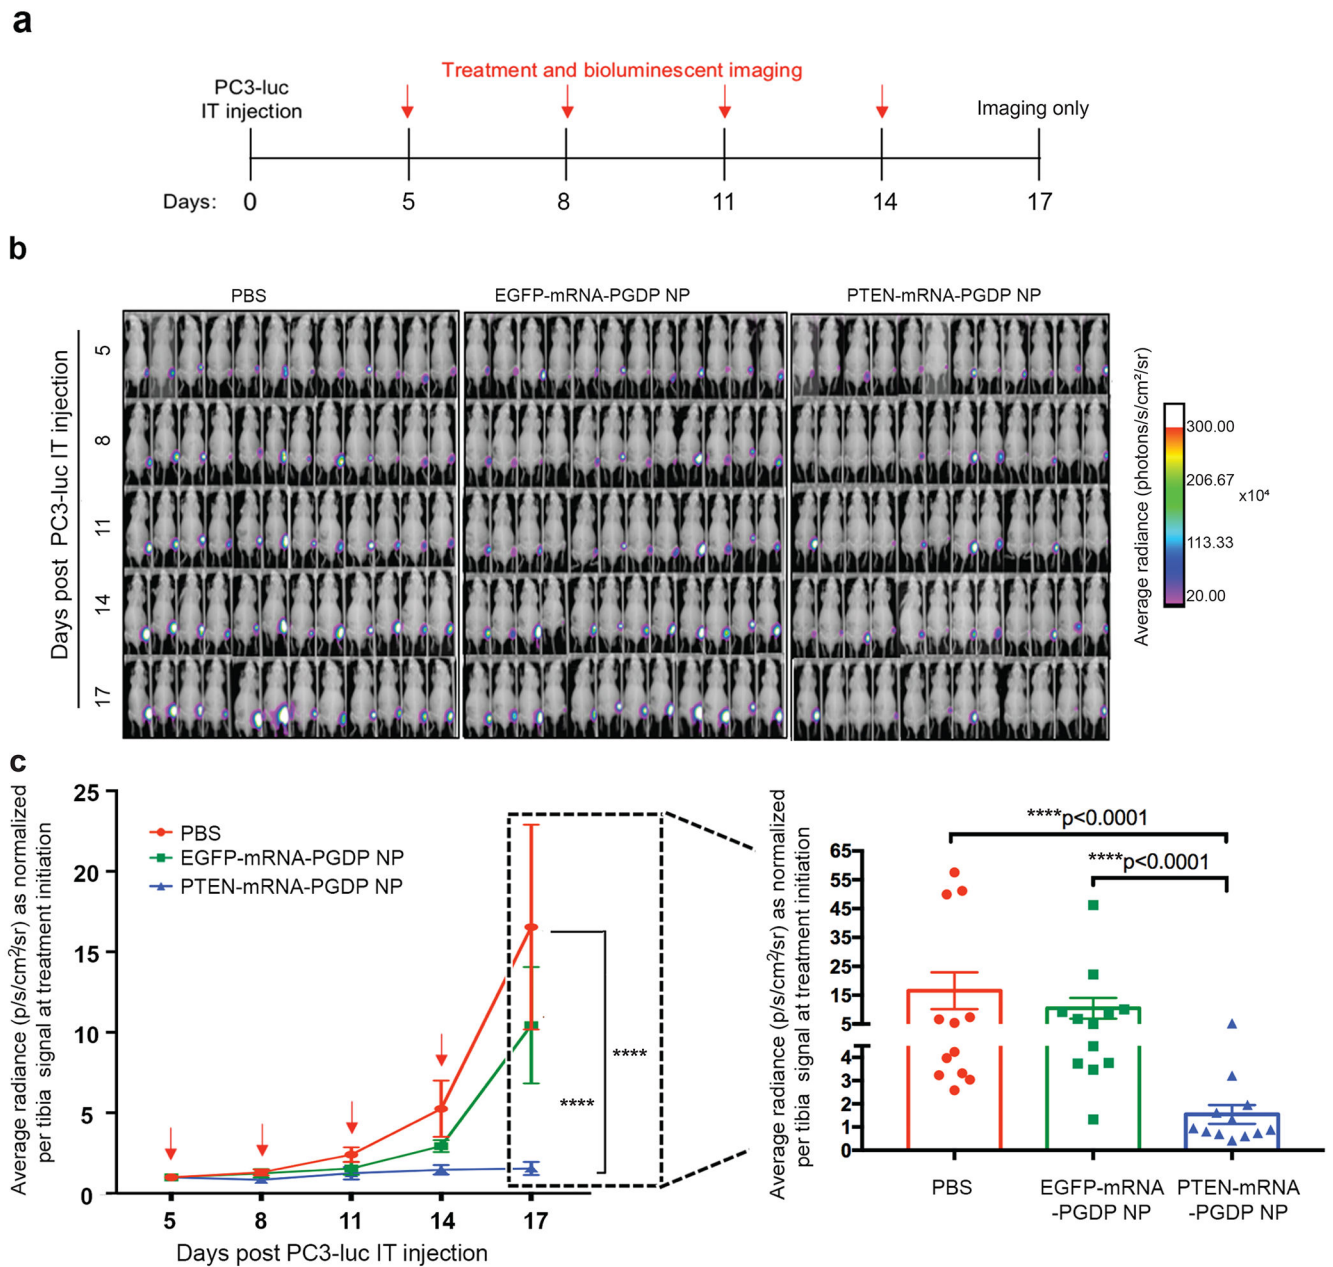 a
Treatment and bioluminescent imaging
PC3-luc
IT injection
Imaging only
Days: 0 5 8 11 14 17
b
PBS EGFP-mRNA-PGDP NP PTEN-mRNA-PGDP NP
Days post PC3-luc IT injection
5
8
11
14
17
Average radiance (photons/s/cm²/sr)
300.00
206.67
x10⁴
113.33
20.00
c
Average radiance (p/s/cm²/sr) as normalized
per tibia signal at treatment initiation
25
20
15
10
5
0
PBS
EGFP-mRNA-PGDP NP
PTEN-mRNA-PGDP NP
****
****
5 8 11 14 17
Days post PC3-luc IT injection
Average radiance (p/s/cm²/sr) as normalized
per tibia signal at treatment initiation
****p<0.0001
****p<0.0001
65
55
45
35
25
15
5
4
3
2
1
0
PBS EGFP-mRNA PTEN-mRNA
-PGDP NP -PGDP NP